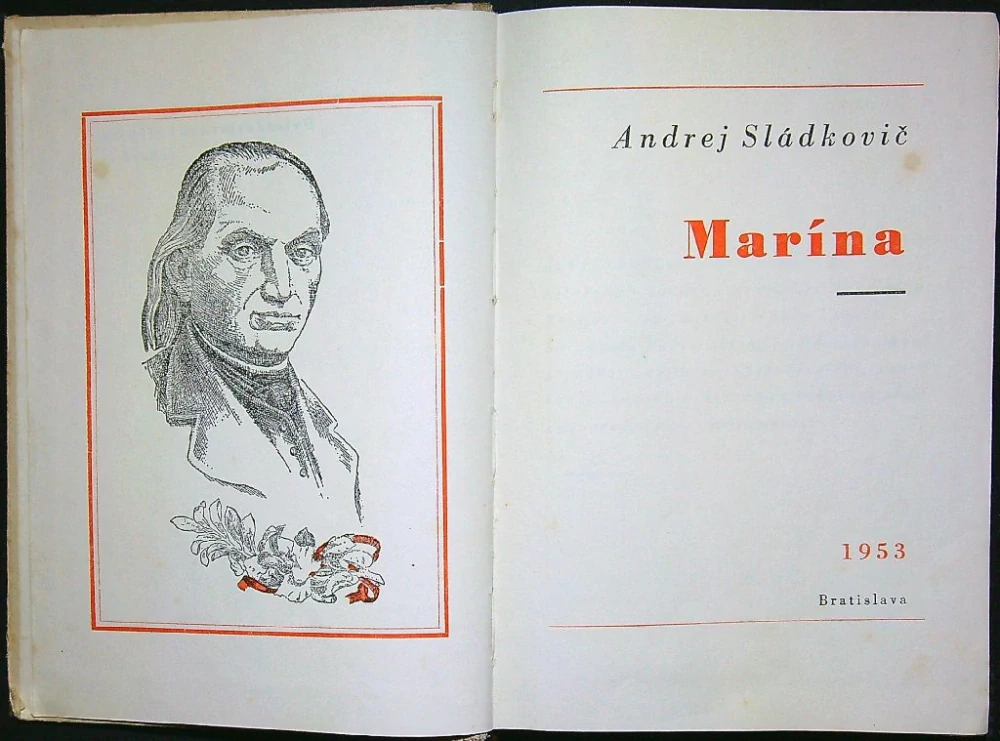 Andrej Sládkovič
Marína
1953
Bratislava